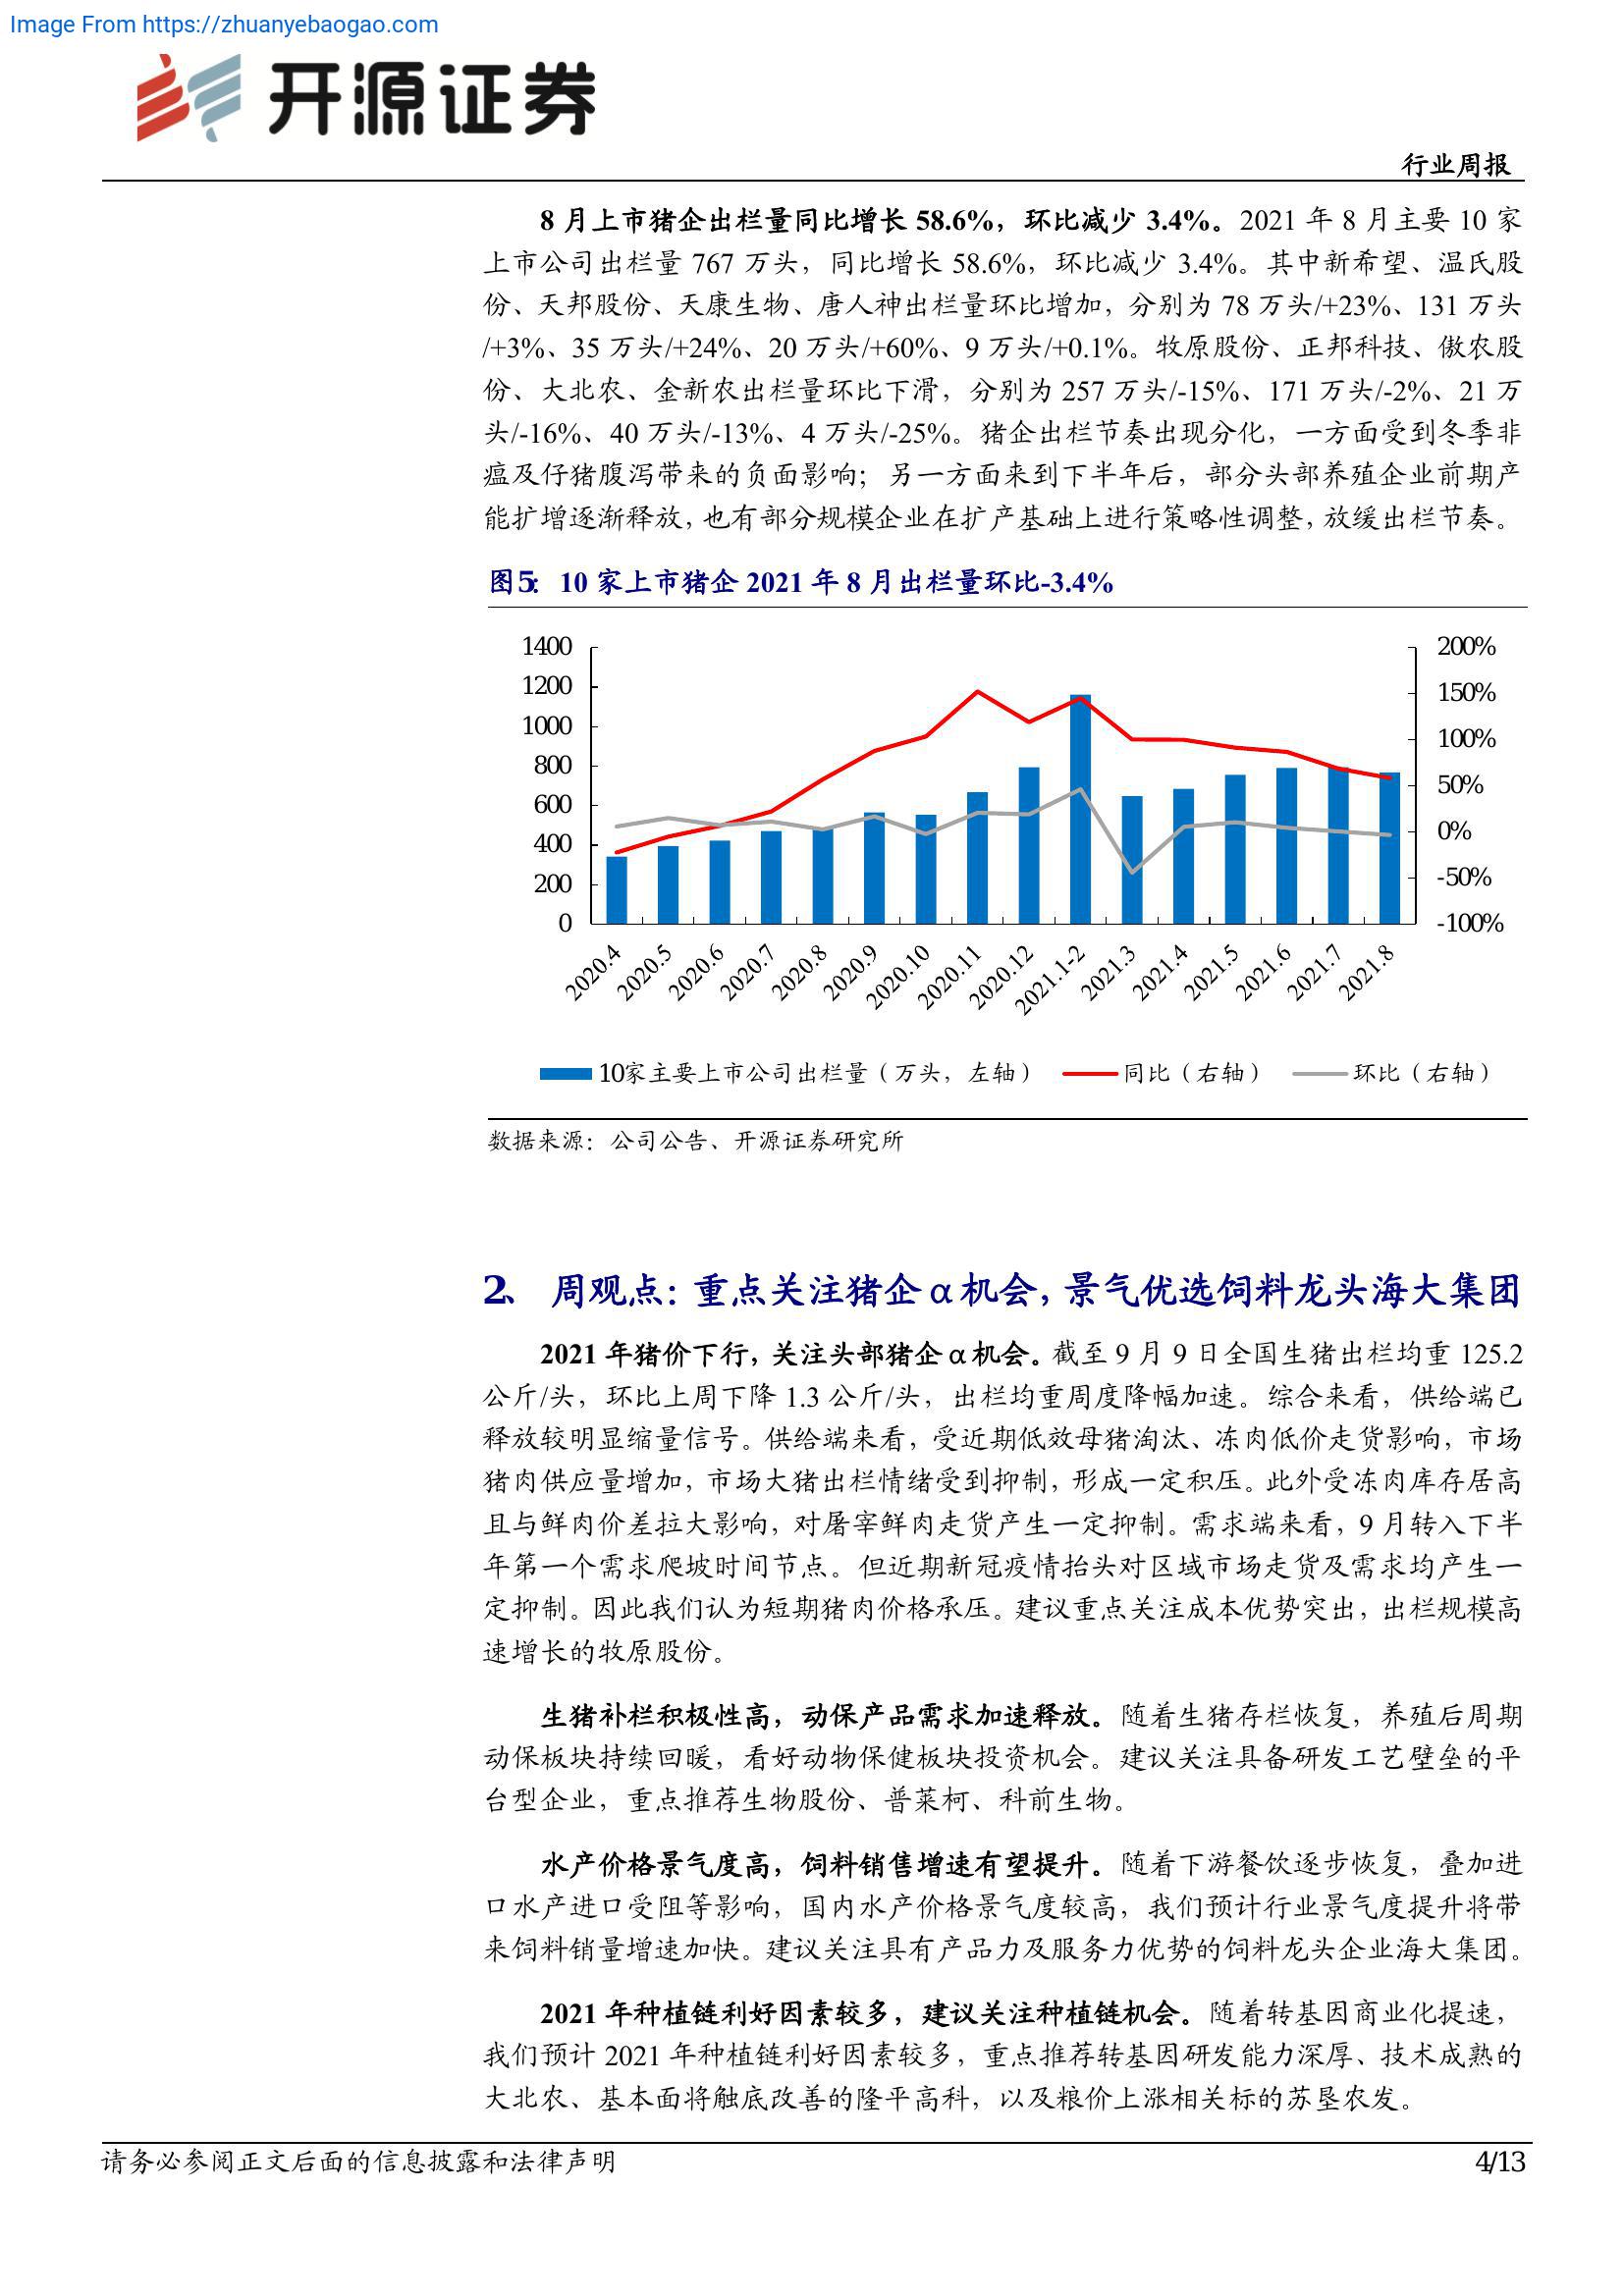 Image From https://zhuanyebaogao.com
开源证券
行业周报
8 月上市猪企出栏量同比增长 58.6%，环比减少 3.4%。2021 年 8 月主要 10 家
上市公司出栏量 767 万头，同比增长 58.6%，环比减少 3.4%。其中新希望、温氏股
份、天邦股份、天康生物、唐人神出栏量环比增加，分别为 78 万头/+23%、131 万头
/+3%、35 万头/+24%、20 万头/+60%、9 万头/+0.1%。牧原股份、正邦科技、傲农股
份、大北农、金新农出栏量环比下滑，分别为 257 万头/-15%、171 万头/-2%、21 万
头/-16%、40 万头/-13%、4 万头/-25%。猪企出栏节奏出现分化，一方面受到冬季非
瘟及仔猪腹泻带来的负面影响；另一方面来到下半年后，部分头部养殖企业前期产
能扩增逐渐释放，也有部分规模企业在扩产基础上进行策略性调整，放缓出栏节奏。
图5：10 家上市猪企 2021 年 8 月出栏量环比-3.4%
1400
1200
1000
800
600
400
200
0
200%
150%
100%
50%
0%
-50%
-100%
2020.4
2020.5
2020.6
2020.7
2020.8
2020.9
2020.10
2020.11
2020.12
2021.1-2
2021.3
2021.4
2021.5
2021.6
2021.7
2021.8
10家主要上市公司出栏量（万头，左轴） 同比（右轴） 环比（右轴）
数据来源：公司公告、开源证券研究所
2、 周观点：重点关注猪企α机会，景气优选饲料龙头海大集团
2021 年猪价下行，关注头部猪企α机会。截至 9 月 9 日全国生猪出栏均重 125.2
公斤/头，环比上周下降 1.3 公斤/头，出栏均重周度降幅加速。综合来看，供给端已
释放较明显缩量信号。供给端来看，受近期低效母猪淘汰、冻肉低价走货影响，市场
猪肉供应量增加，市场大猪出栏情绪受到抑制，形成一定积压。此外受冻肉库存居高
且与鲜肉价差拉大影响，对屠宰鲜肉走货产生一定抑制。需求端来看，9 月转入下半
年第一个需求爬坡时间节点。但近期新冠疫情抬头对区域市场走货及需求均产生一
定抑制。因此我们认为短期猪肉价格承压。建议重点关注成本优势突出，出栏规模高
速增长的牧原股份。
生猪补栏积极性高，动保产品需求加速释放。随着生猪存栏恢复，养殖后周期
动保板块持续回暖，看好动物保健板块投资机会。建议关注具备研发工艺壁垒的平
台型企业，重点推荐生物股份、普莱柯、科前生物。
水产价格景气度高，饲料销售增速有望提升。随着下游餐饮逐步恢复，叠加进
口水产进口受阻等影响，国内水产价格景气度较高，我们预计行业景气度提升将带
来饲料销量增速加快。建议关注具有产品力及服务力优势的饲料龙头企业海大集团。
2021 年种植链利好因素较多，建议关注种植链机会。随着转基因商业化提速，
我们预计 2021 年种植链利好因素较多，重点推荐转基因研发能力深厚、技术成熟的
大北农、基本面将触底改善的隆平高科，以及粮价上涨相关标的苏垦农发。
请务必参阅正文后面的信息披露和法律声明
4/13